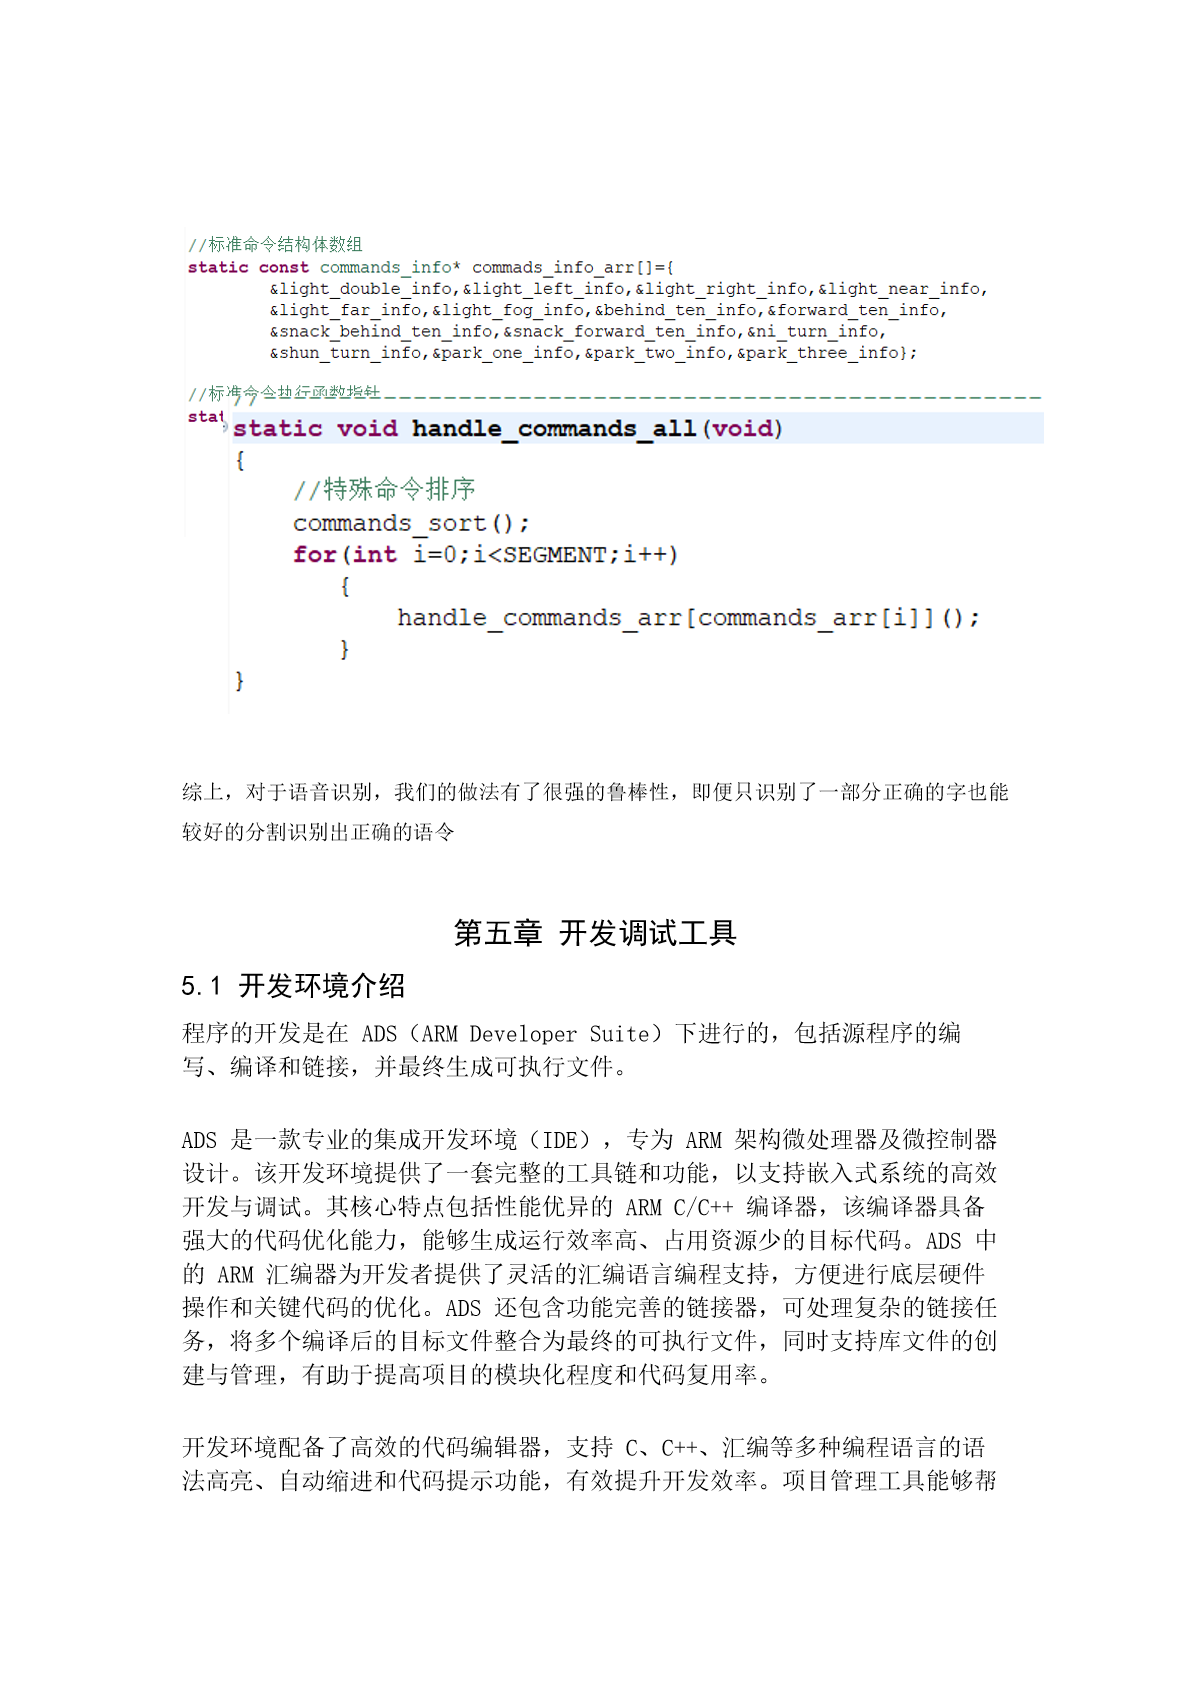 //标准命令结构体数组
static const commands_info* commads_info_arr[]={
&light_double_info,&light_left_info,&light_right_info,&light_near_info,
&light_far_info,&light_fog_info,&behind_ten_info,&forward_ten_info,
&snack_behind_ten_info,&snack_forward_ten_info,&ni_turn_info,
&shun_turn_info,&park_one_info,&park_two_info,&park_three_info};
//标准命令执行函数指针
stat
static void handle_commands_all(void)
{
//特殊命令排序
commands_sort();
for(int i=0;i<SEGMENT;i++)
{
handle_commands_arr[commands_arr[i]]();
}
}
综上，对于语音识别，我们的做法有了很强的鲁棒性，即便只识别了一部分正确的字也能
较好的分割识别出正确的语令
第五章 开发调试工具
5.1 开发环境介绍
程序的开发是在 ADS（ARM Developer Suite）下进行的，包括源程序的编
写、编译和链接，并最终生成可执行文件。
ADS 是一款专业的集成开发环境（IDE），专为 ARM 架构微处理器及微控制器
设计。该开发环境提供了一套完整的工具链和功能，以支持嵌入式系统的高效
开发与调试。其核心特点包括性能优异的 ARM C/C++ 编译器，该编译器具备
强大的代码优化能力，能够生成运行效率高、占用资源少的目标代码。ADS 中
的 ARM 汇编器为开发者提供了灵活的汇编语言编程支持，方便进行底层硬件
操作和关键代码的优化。ADS 还包含功能完善的链接器，可处理复杂的链接任
务，将多个编译后的目标文件整合为最终的可执行文件，同时支持库文件的创
建与管理，有助于提高项目的模块化程度和代码复用率。
开发环境配备了高效的代码编辑器，支持 C、C++、汇编等多种编程语言的语
法高亮、自动缩进和代码提示功能，有效提升开发效率。项目管理工具能够帮